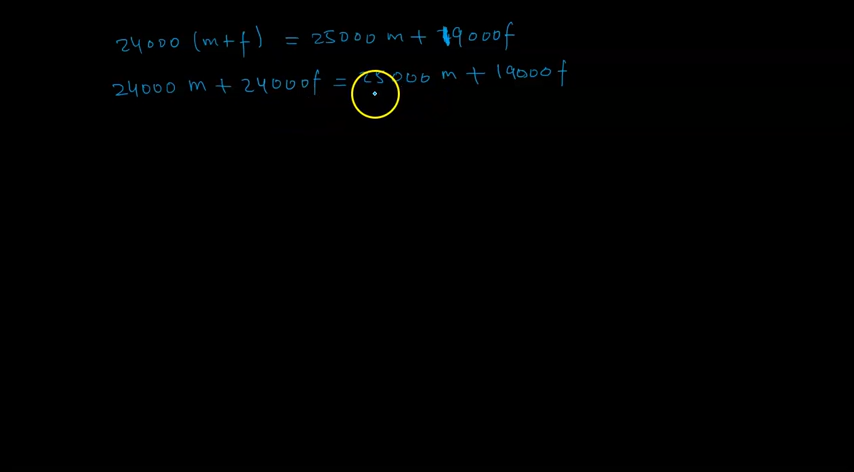 24000 (m+f) = 25000 m + 19000f
24000 m + 24000f = 25000 m + 19000f